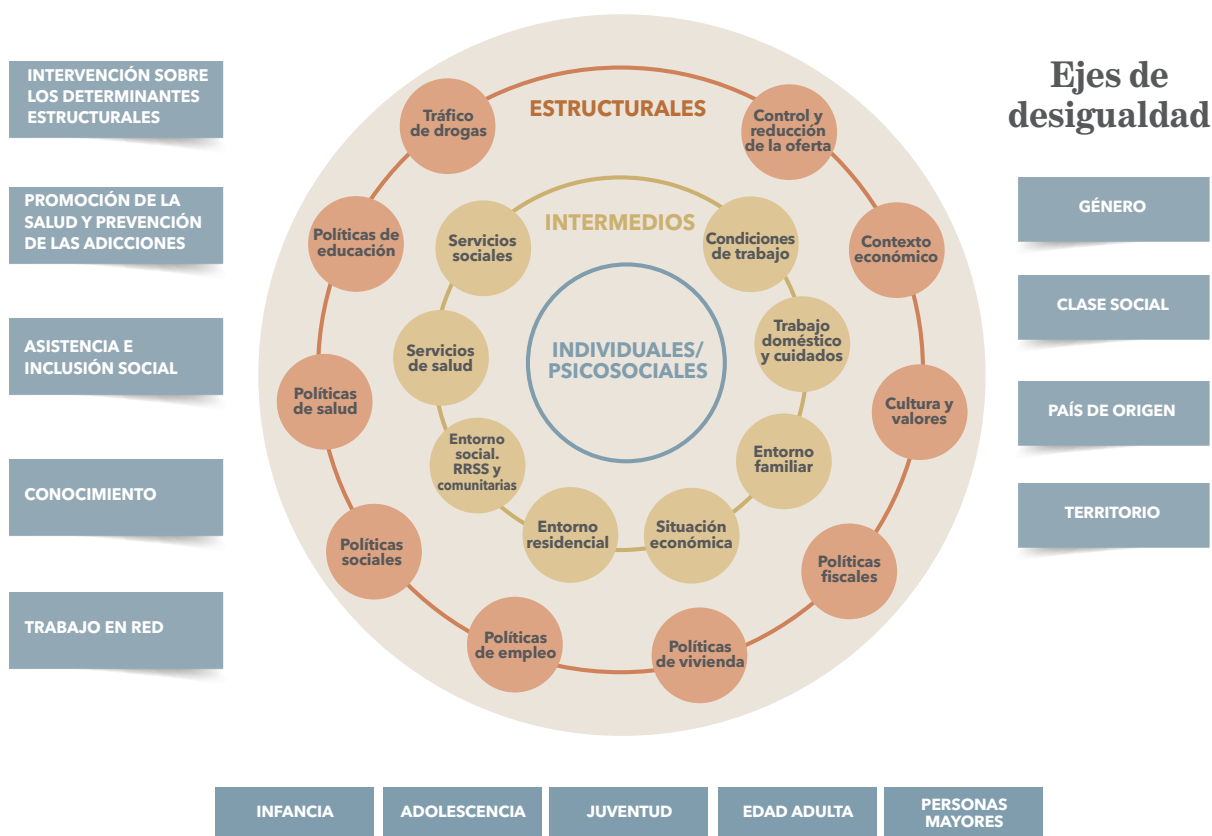 INTERVENCIÓN SOBRE
LOS DETERMINANTES
ESTRUCTURALES
PROMOCIÓN DE LA
SALUD Y PREVENCIÓN
DE LAS ADICCIONES
ASISTENCIA E
INCLUSIÓN SOCIAL
CONOCIMIENTO
TRABAJO EN RED
ESTRUCTURALES
Tráfico
de drogas
Control y
reducción
de la oferta
Políticas de
educación
Contexto
económico
Políticas
de salud
Cultura y
valores
Políticas
sociales
Políticas
fiscales
Políticas
de empleo
Políticas
de vivienda
INTERMEDIOS
Servicios
sociales
Condiciones
de trabajo
Servicios
de salud
Trabajo
doméstico
y cuidados
Entorno
social.
RRSS y
comunitarias
Entorno
familiar
Entorno
residencial
Situación
económica
INDIVIDUALES/
PSICOSOCIALES
Ejes de
desigualdad
GÉNERO
CLASE SOCIAL
PAÍS DE ORIGEN
TERRITORIO
INFANCIA
ADOLESCENCIA
JUVENTUD
EDAD ADULTA
PERSONAS
MAYORES